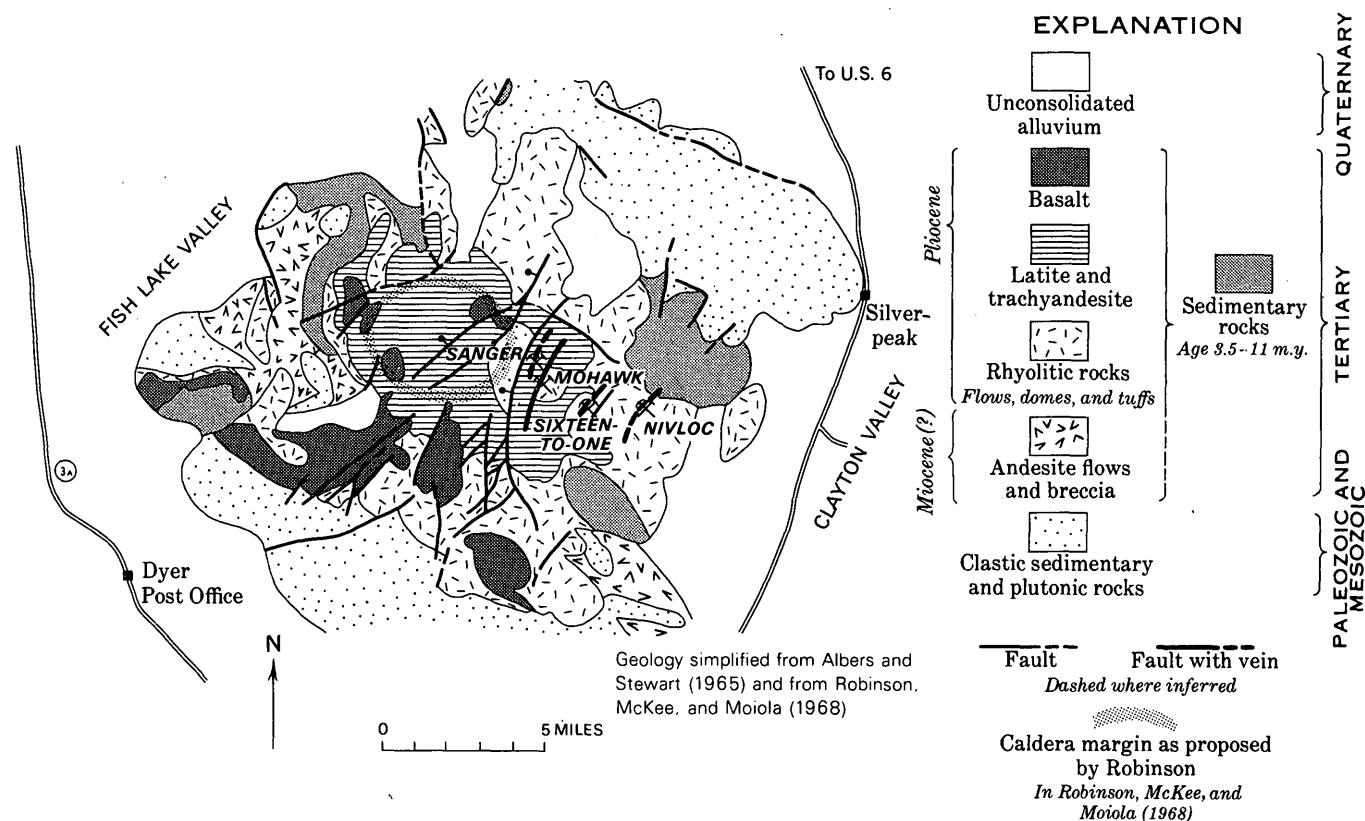 EXPLANATION
Unconsolidated
alluvium
QUATERNARY
Basalt
Latite and
trachyandesite
Rhyolitic rocks
Flows, domes, and tuffs
Pliocene
Andesite flows
and breccia
Miocene(?)
Sedimentary
rocks
Age 3.5-11 m.y.
TERTIARY
Clastic sedimentary
and plutonic rocks
PALEOZOIC AND
MESOZOIC
Fault
Fault with vein
Dashed where inferred
Caldera margin as proposed
by Robinson
In Robinson, McKee, and
Moiola (1968)
To U.S. 6
FISH LAKE VALLEY
Silver-
peak
SANGER
MOHAWK
SIXTEEN-
TO-ONE
NIVLOC
CLAYTON VALLEY
3A
Dyer
Post Office
N
0 5 MILES
Geology simplified from Albers and
Stewart (1965) and from Robinson,
McKee, and Moiola (1968)